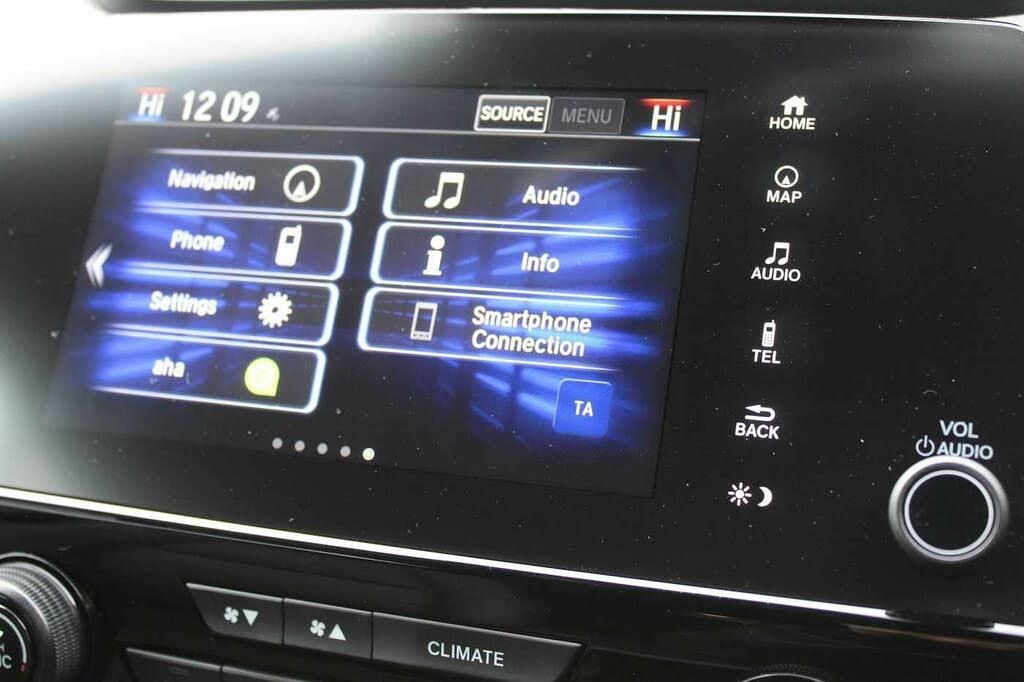 Hi 12 09 SOURCE MENU Hi
Navigation
Audio
Phone
Info
Settings
Smartphone
Connection
aha
TA
HOME
MAP
AUDIO
TEL
BACK
VOL
AUDIO
CLIMATE